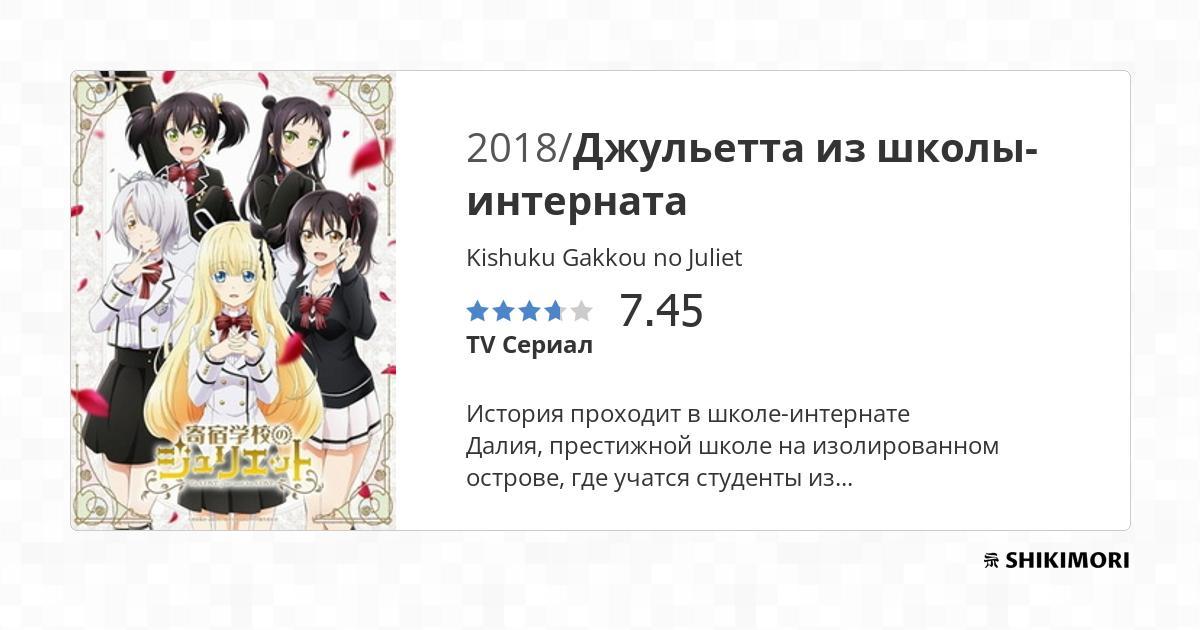 寄宿学校の
ジュリエット
2018/Джульетта из школы-
интерната
Kishuku Gakkou no Juliet
7.45
TV Сериал
История проходит в школе-интернате
Далия, престижной школе на изолированном
острове, где учатся студенты из...
SHIKIMORI